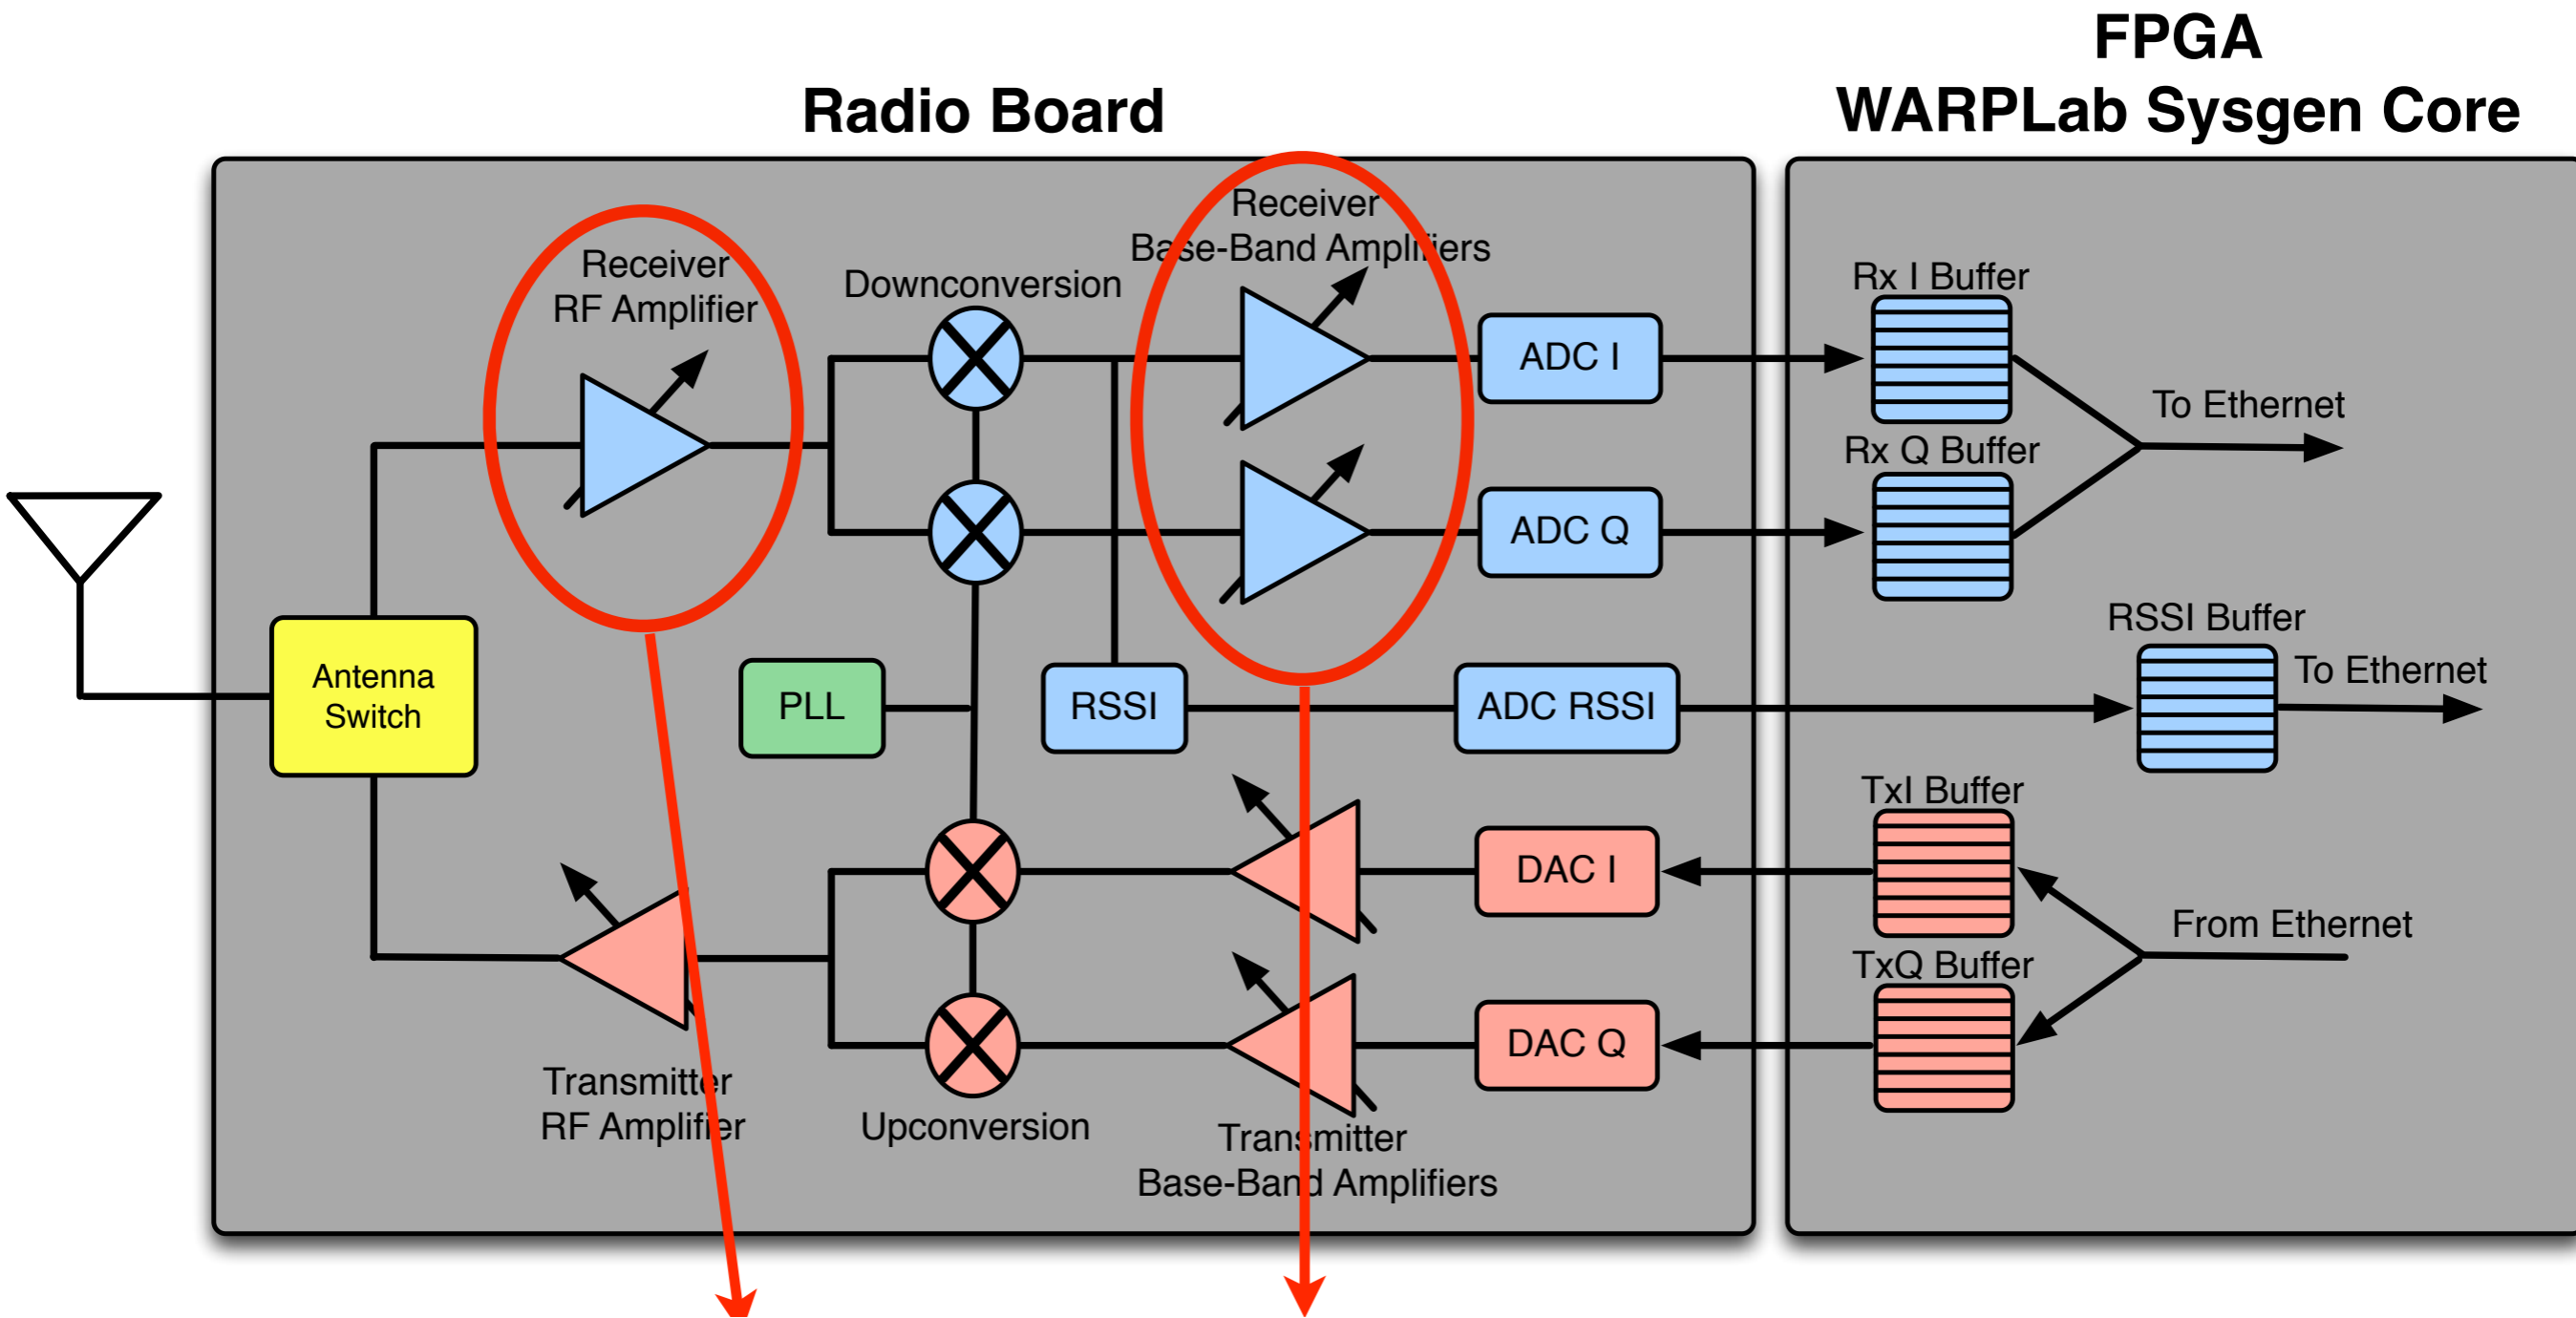 FPGA
WARPLab Sysgen Core
Radio Board
Receiver
RF Amplifier
Downconversion
Receiver
Base-Band Amplifiers
ADC I
ADC Q
Rx I Buffer
Rx Q Buffer
To Ethernet
Antenna
Switch
PLL
RSSI
ADC RSSI
RSSI Buffer
To Ethernet
DAC I
DAC Q
TxI Buffer
TxQ Buffer
From Ethernet
Transmitter
RF Amplifier
Upconversion
Transmitter
Base-Band Amplifiers